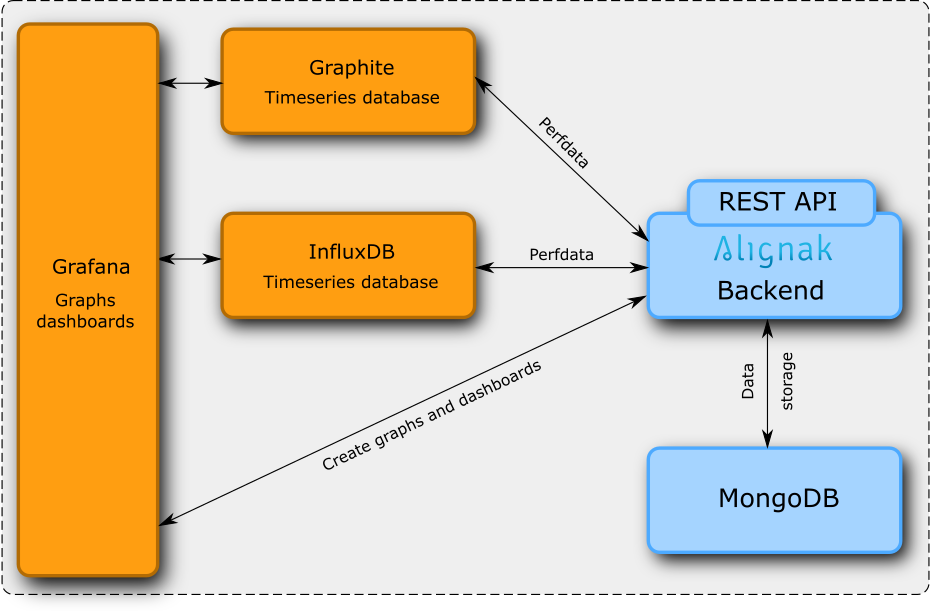 Grafana
Graphs
dashboards
Graphite
Timeseries database
InfluxDB
Timeseries database
Perfdata
Perfdata
Create graphs and dashboards
REST API
Alignak
Backend
Data
storage
MongoDB